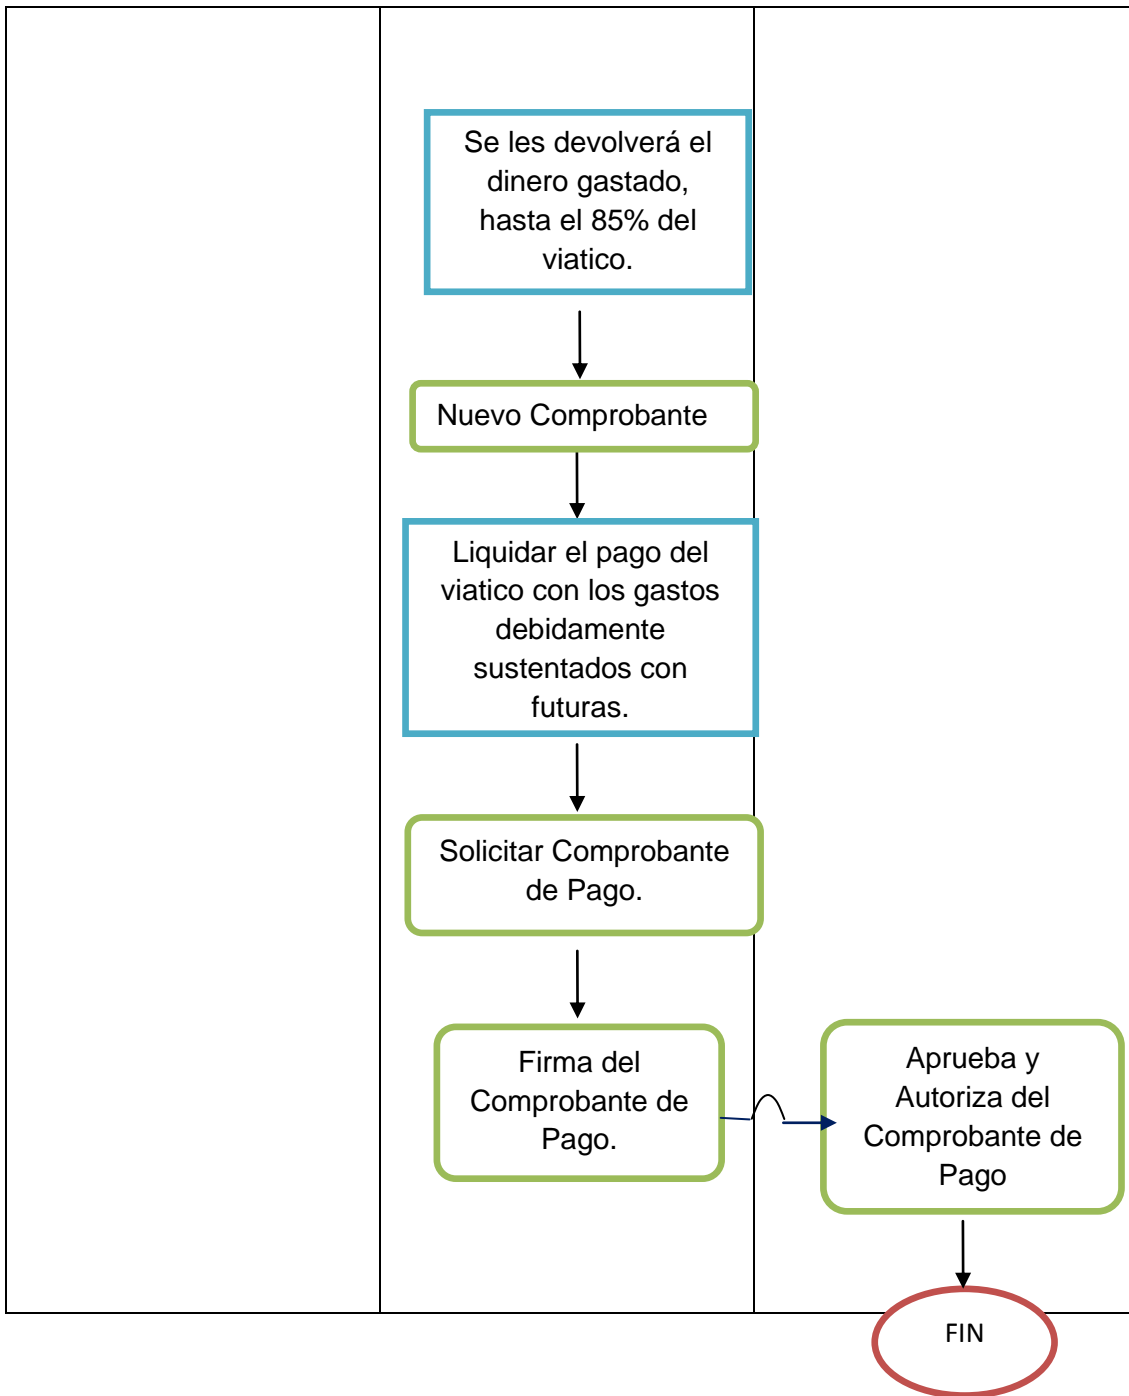 Se les devolverá el
dinero gastado,
hasta el 85% del
viatico.
Nuevo Comprobante
Liquidar el pago del
viatico con los gastos
debidamente
sustentados con
futuras.
Solicitar Comprobante
de Pago.
Firma del
Comprobante de
Pago.
Aprueba y
Autoriza del
Comprobante de
Pago
FIN